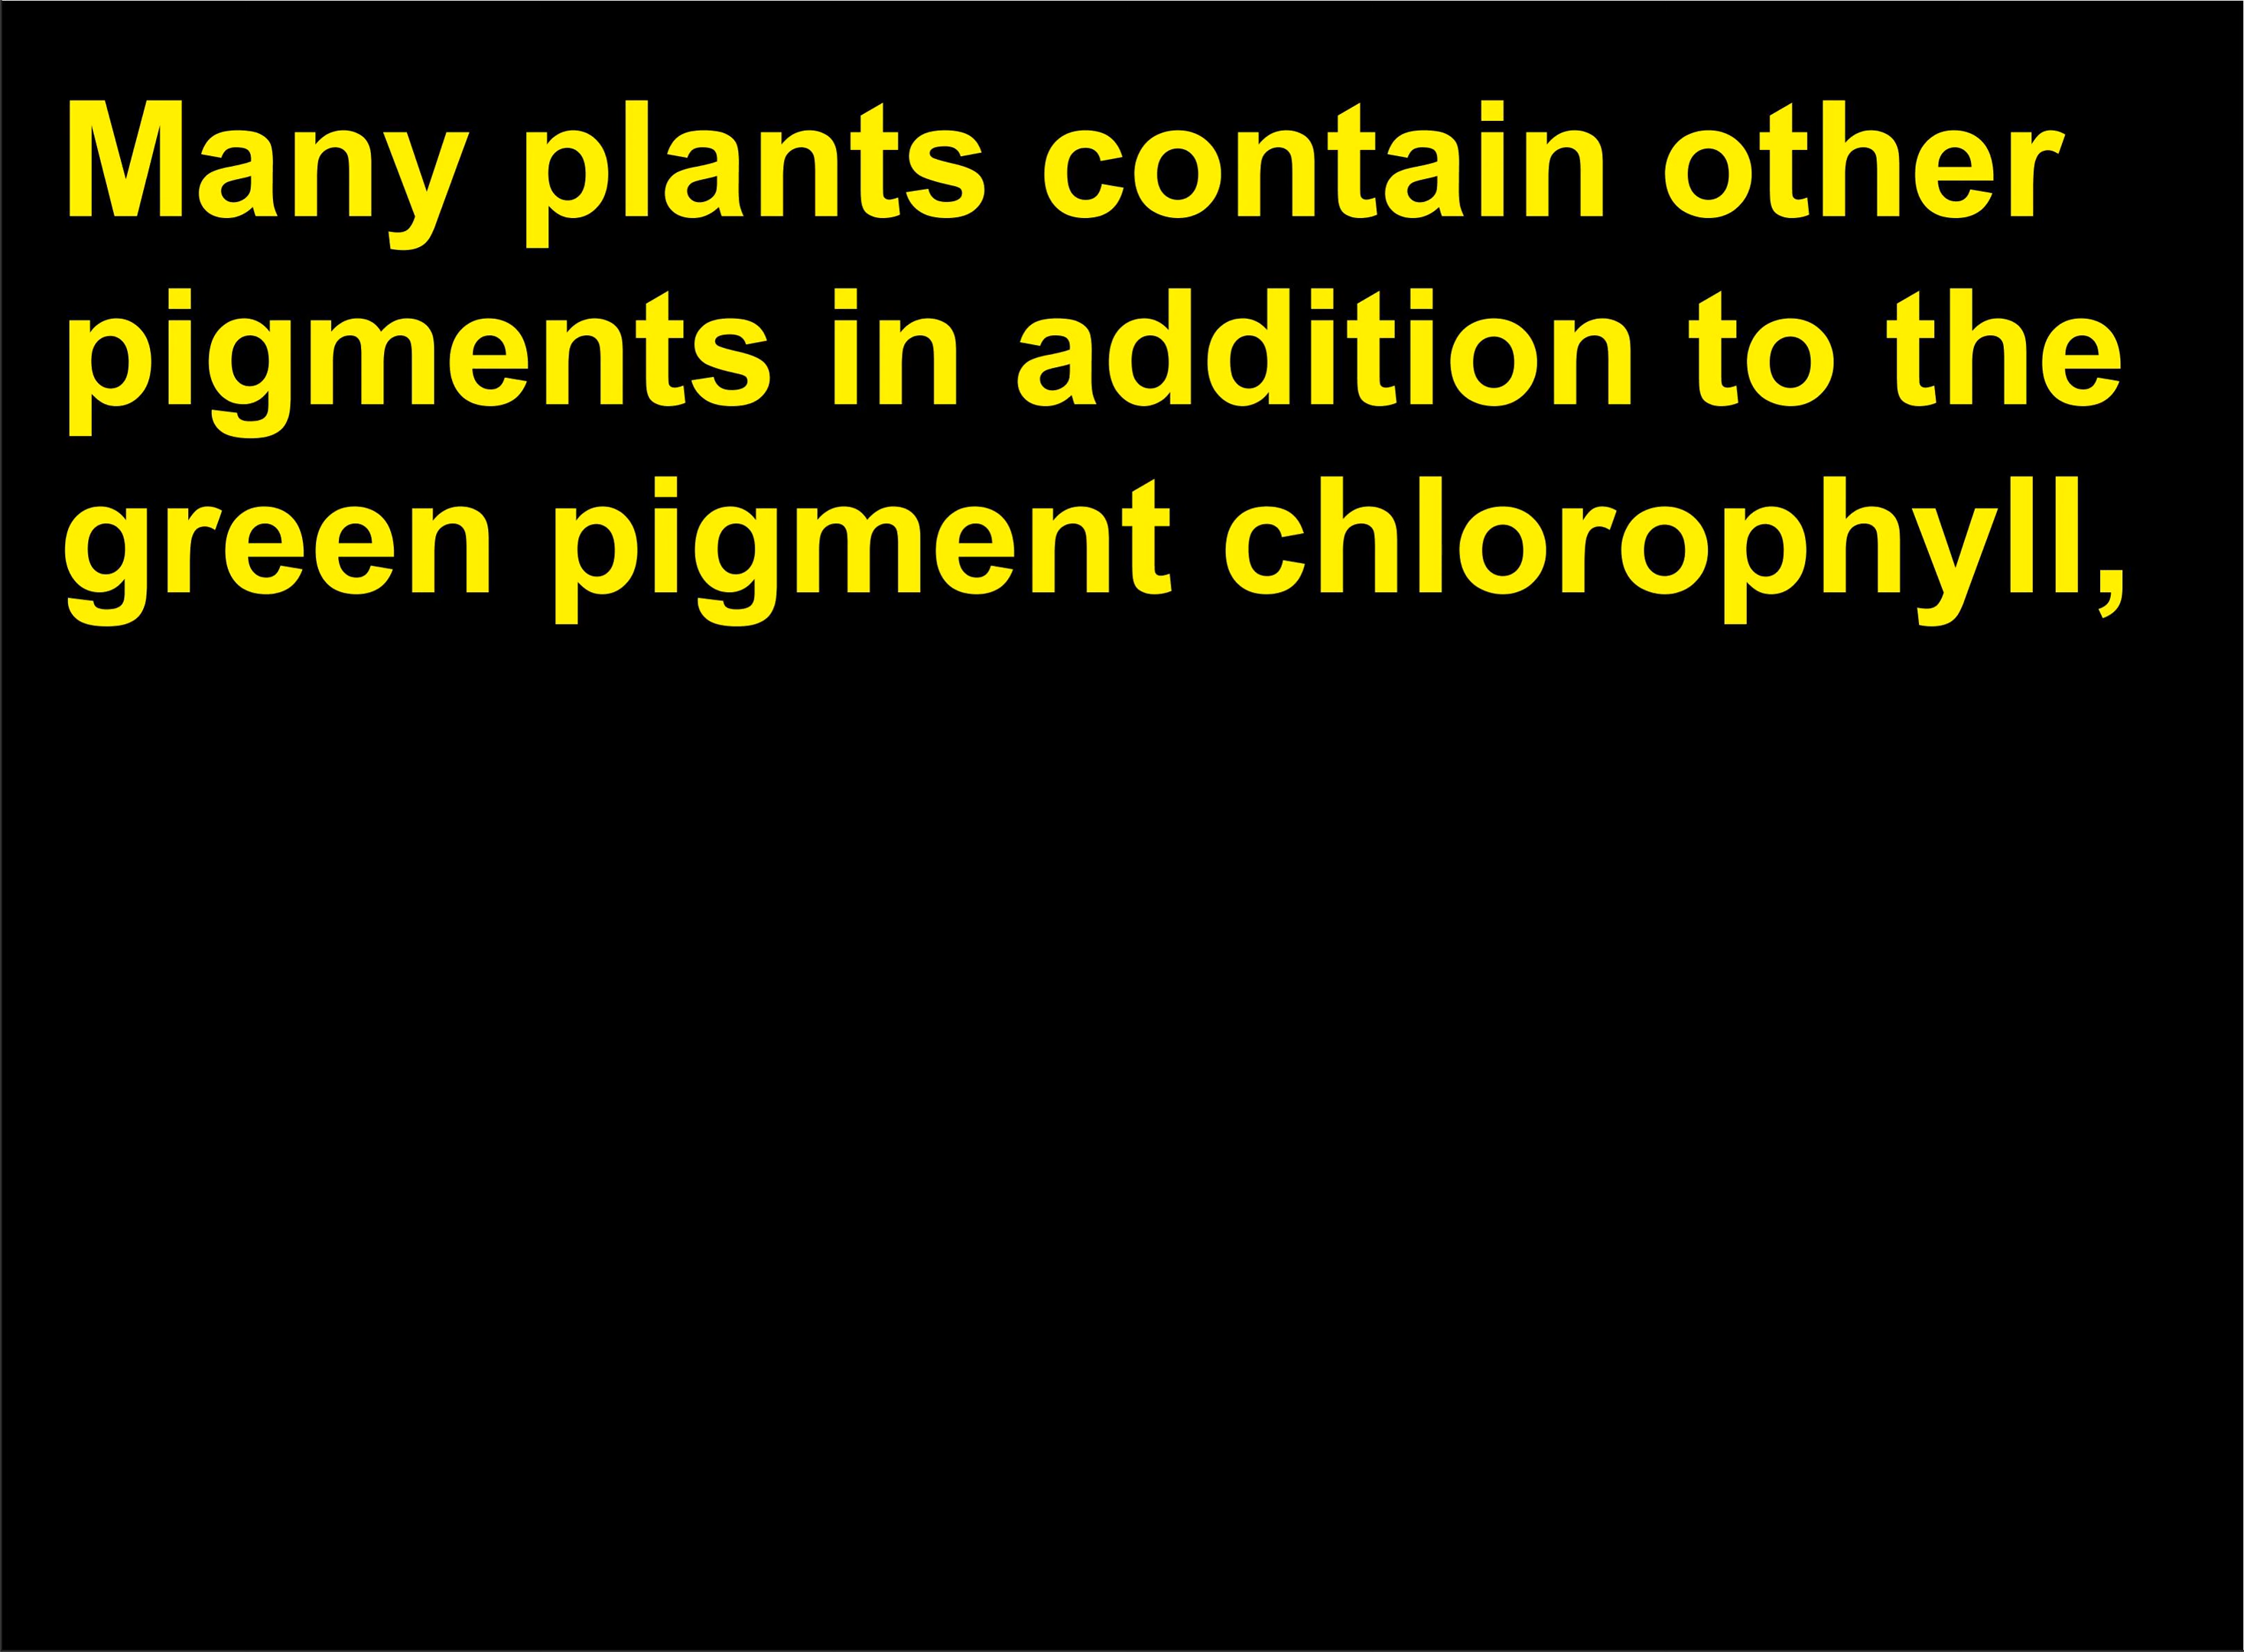 Many plants contain other
pigments in addition to the
green pigment chlorophyll,